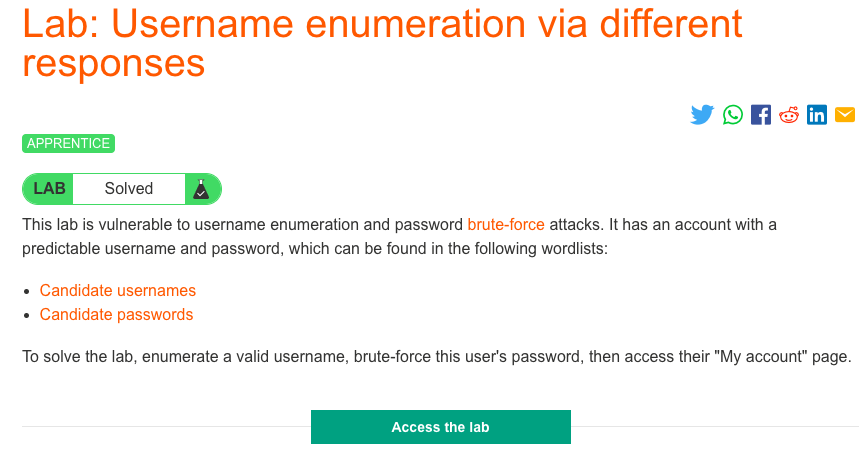 Lab: Username enumeration via different
responses
APPRENTICE
LAB Solved
This lab is vulnerable to username enumeration and password brute-force attacks. It has an account with a
predictable username and password, which can be found in the following wordlists:
• Candidate usernames
• Candidate passwords
To solve the lab, enumerate a valid username, brute-force this user's password, then access their "My account" page.
Access the lab